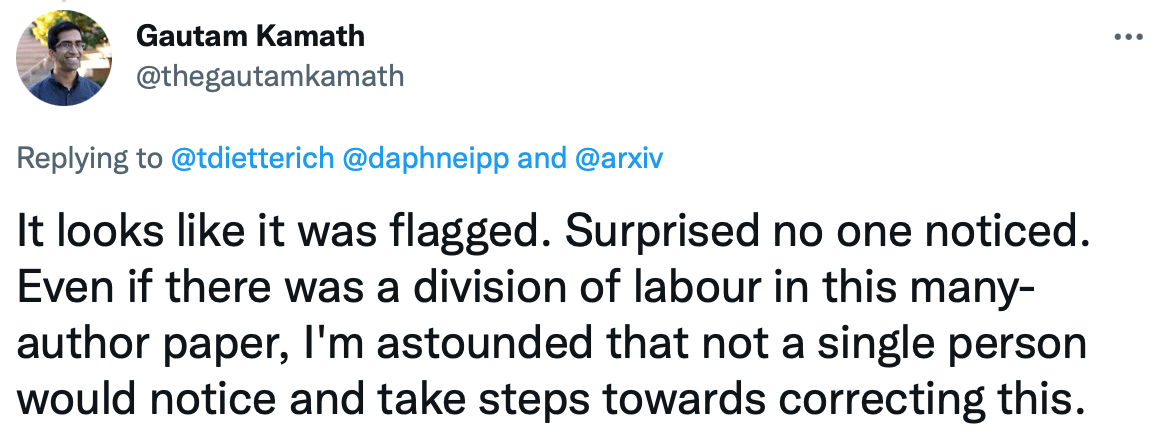 Gautam Kamath
@thegautamkamath
Replying to @tdietterich @daphneipp and @arxiv
It looks like it was flagged. Surprised no one noticed.
Even if there was a division of labour in this many-
author paper, I'm astounded that not a single person
would notice and take steps towards correcting this.